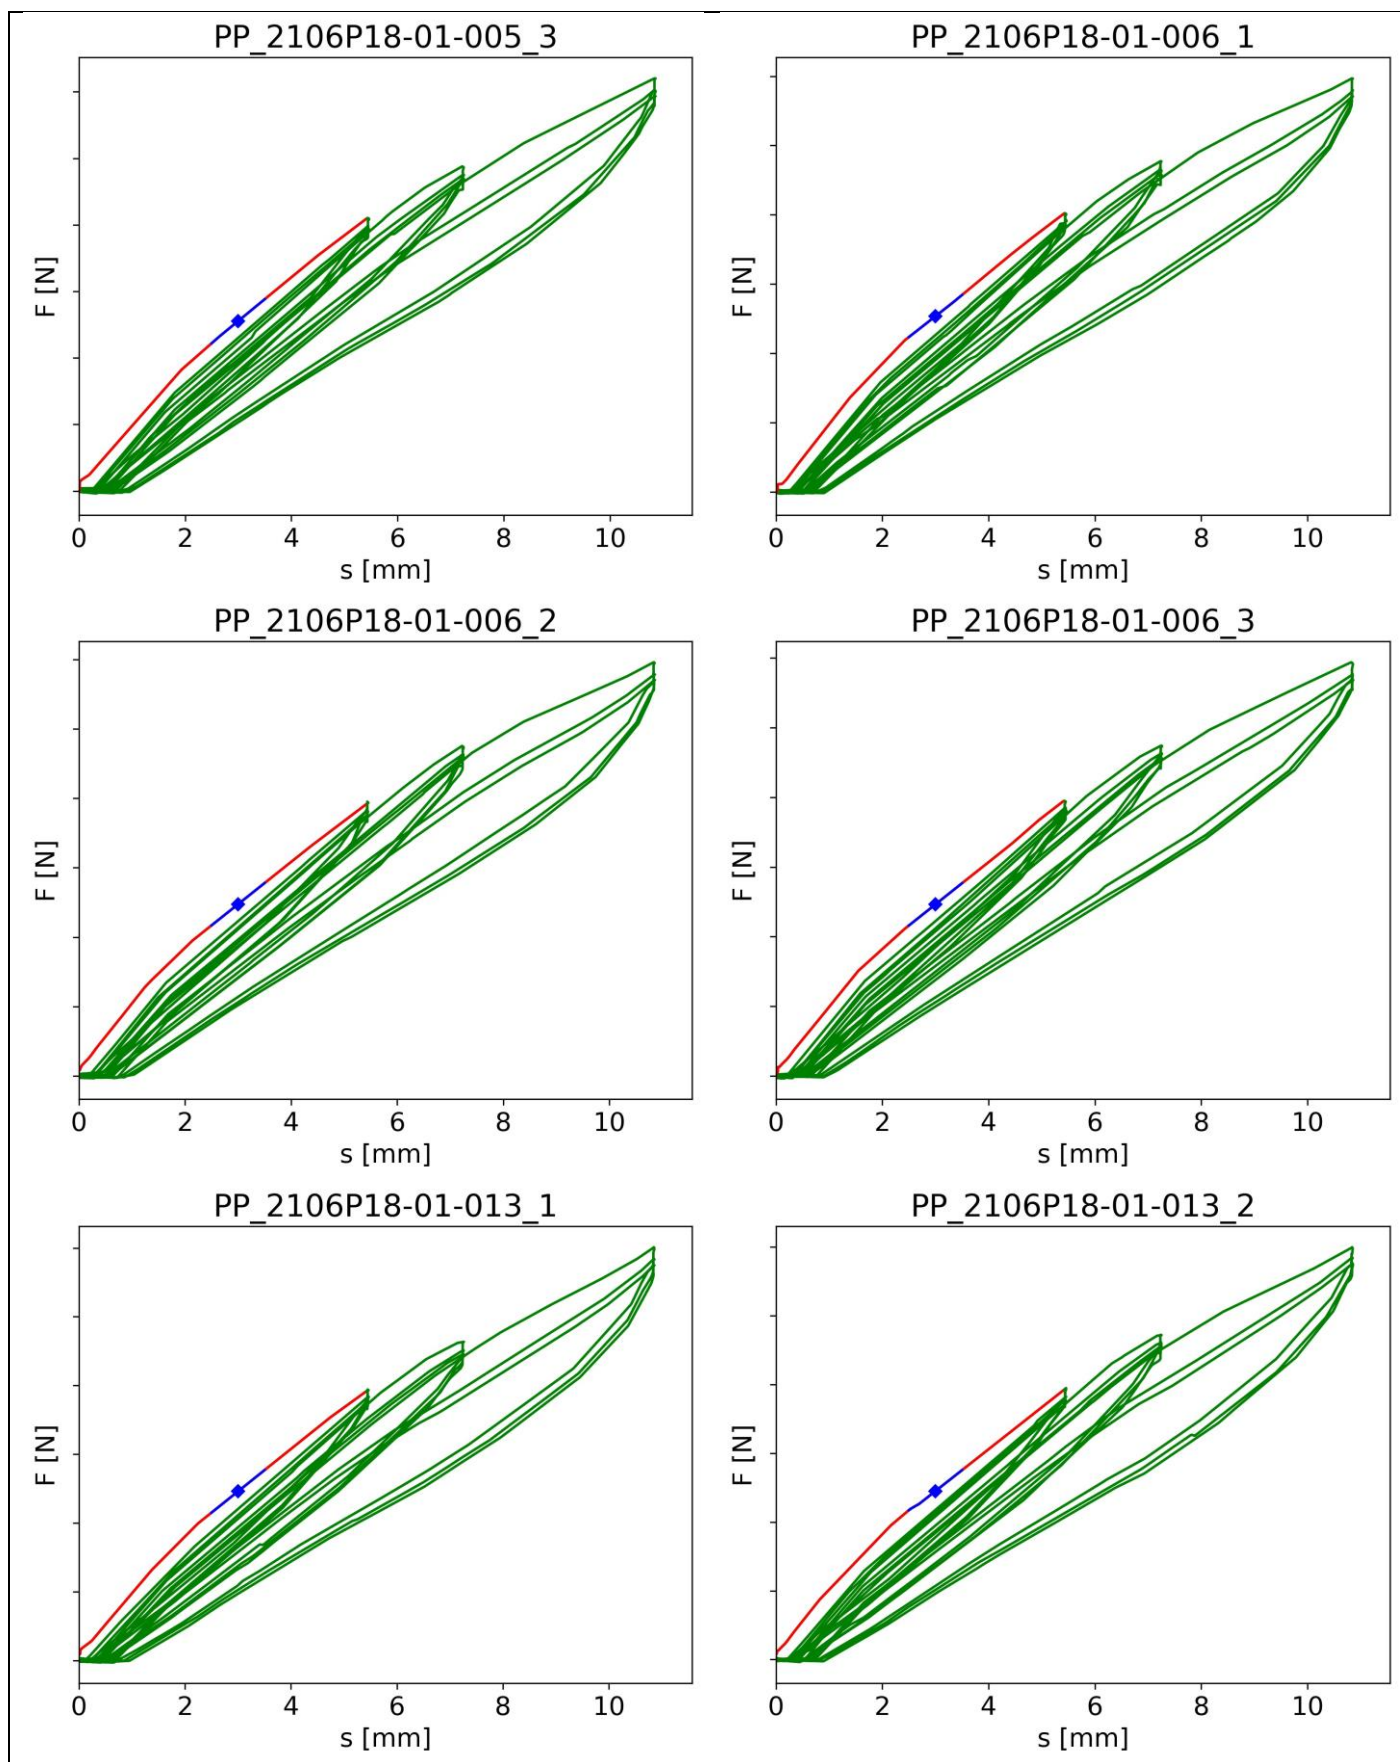 PP_2106P18-01-005_3
F [N]
0 2 4 6 8 10
s [mm]
PP_2106P18-01-006_1
F [N]
0 2 4 6 8 10
s [mm]
PP_2106P18-01-006_2
F [N]
0 2 4 6 8 10
s [mm]
PP_2106P18-01-006_3
F [N]
0 2 4 6 8 10
s [mm]
PP_2106P18-01-013_1
F [N]
0 2 4 6 8 10
s [mm]
PP_2106P18-01-013_2
F [N]
0 2 4 6 8 10
s [mm]